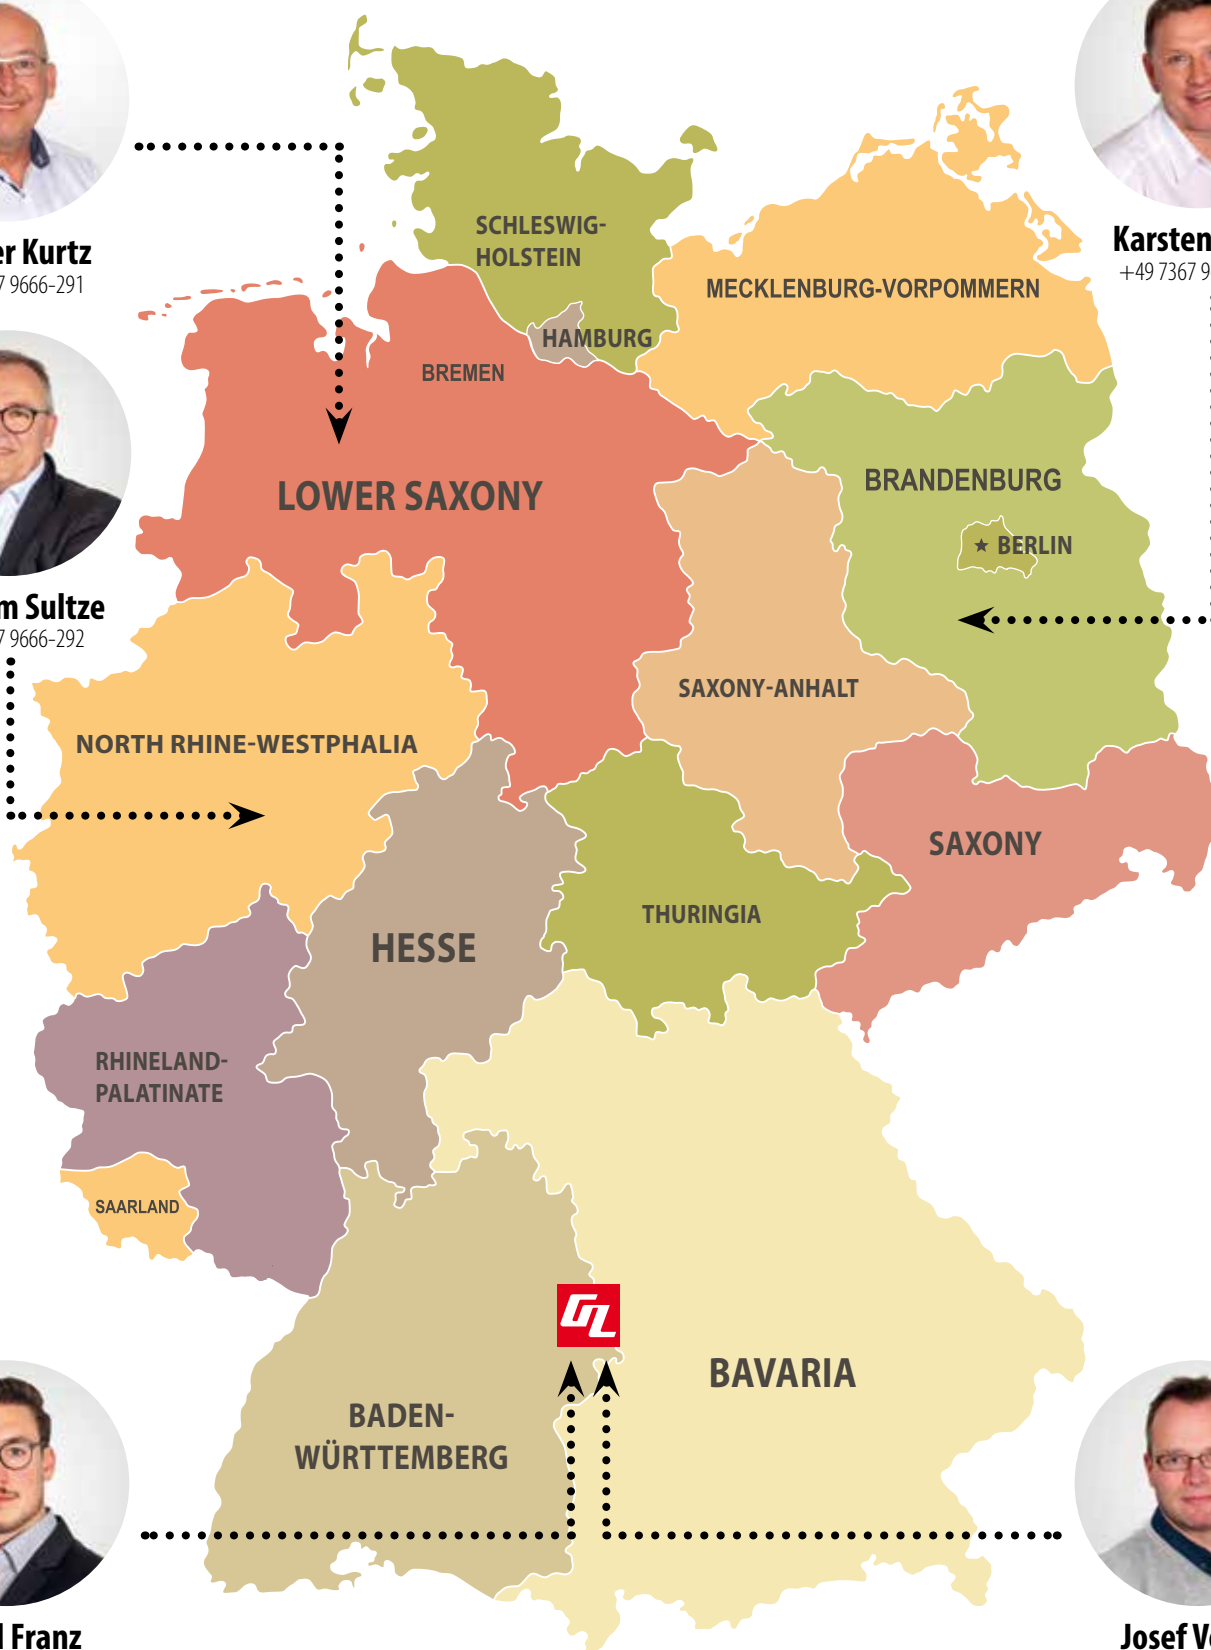 er Kurtz
7 9666-291
Karsten
+49 7367 9
SCHLESWIG-
HOLSTEIN
MECKLENBURG-VORPOMMERN
HAMBURG
BREMEN
LOWER SAXONY
BRANDENBURG
BERLIN
m Sultze
7 9666-292
SAXONY-ANHALT
NORTH RHINE-WESTPHALIA
SAXONY
THURINGIA
HESSE
RHINELAND-
PALATINATE
SAARLAND
GL
BAVARIA
BADEN-
WÜRTTEMBERG
l Franz
Josef V